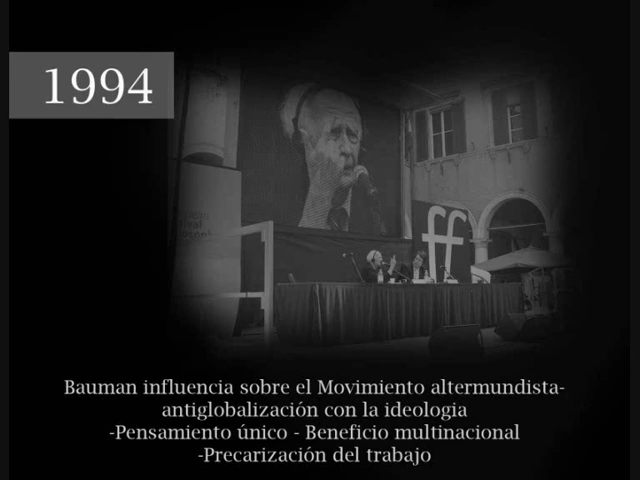 1994
ff
Bauman influencia sobre el Movimiento altermundista-
antiglobalización con la ideologia
-Pensamiento único - Beneficio multinacional
-Precarización del trabajo